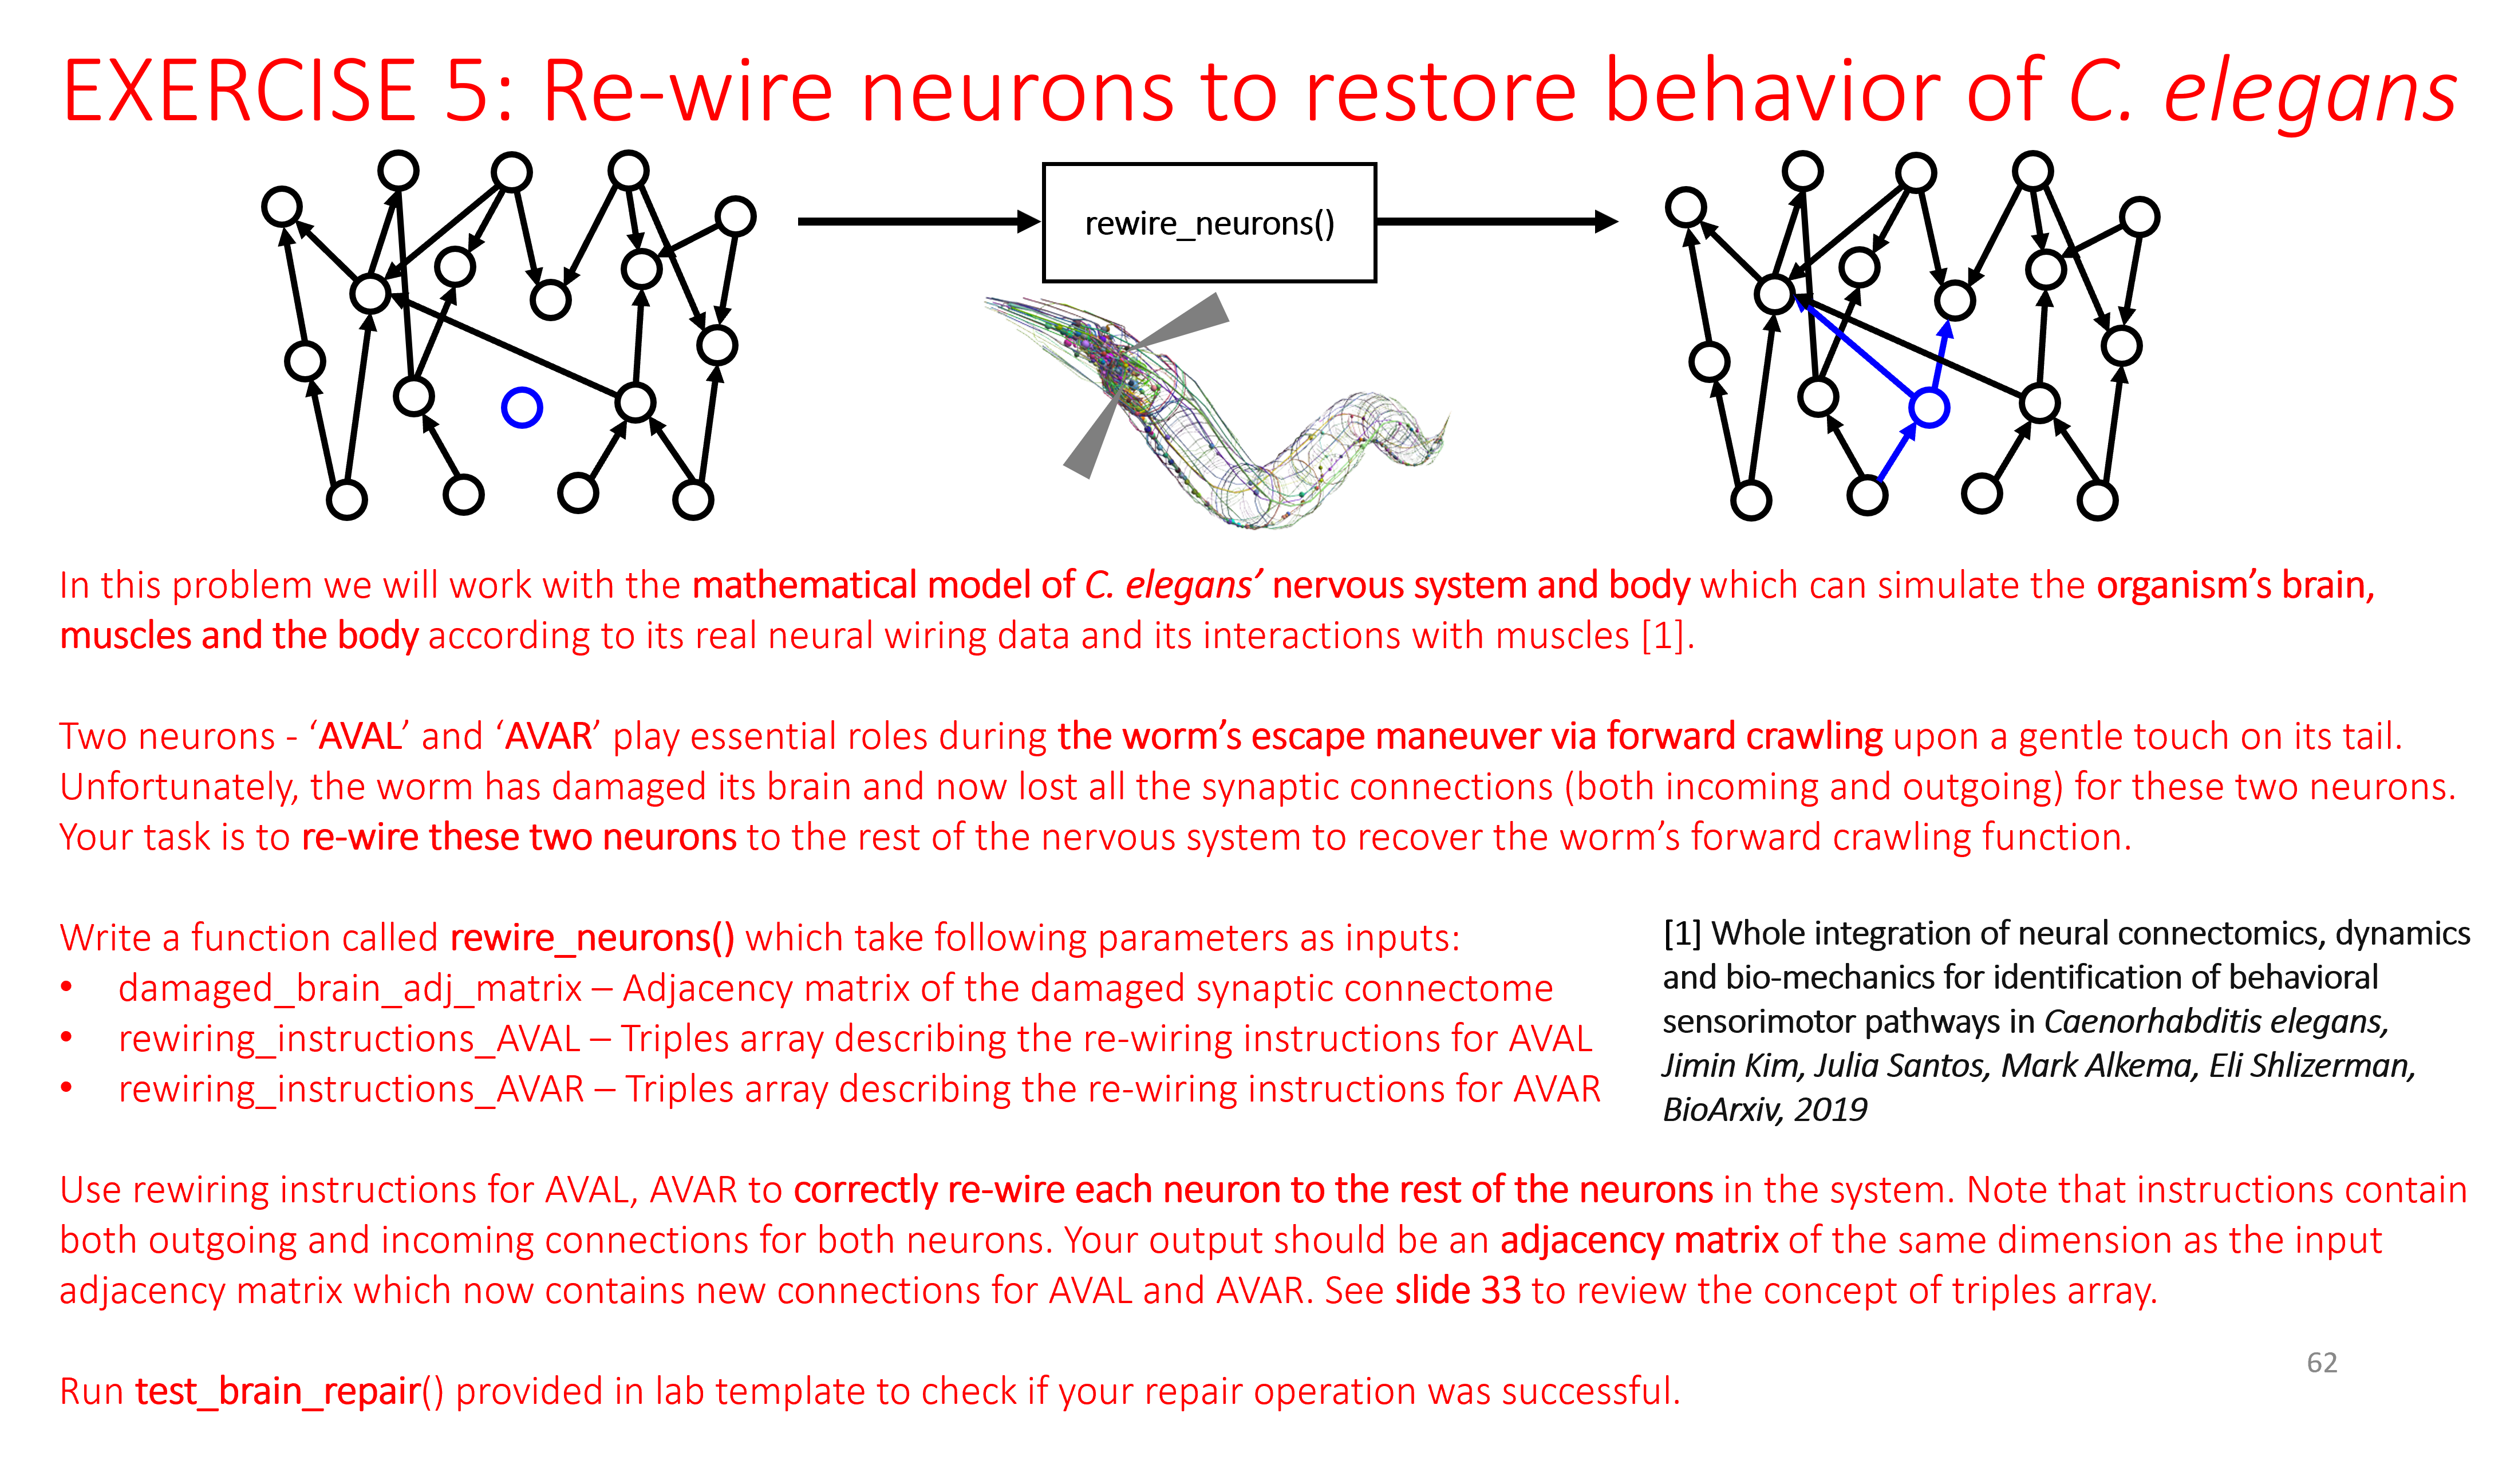 EXERCISE 5: Re-wire neurons to restore behavior of C. elegans
rewire_neurons()
In this problem we will work with the mathematical model of C. elegans’ nervous system and body which can simulate the organism’s brain,
muscles and the body according to its real neural wiring data and its interactions with muscles [1].
Two neurons - ‘AVAL’ and ‘AVAR’ play essential roles during the worm’s escape maneuver via forward crawling upon a gentle touch on its tail.
Unfortunately, the worm has damaged its brain and now lost all the synaptic connections (both incoming and outgoing) for these two neurons.
Your task is to re-wire these two neurons to the rest of the nervous system to recover the worm’s forward crawling function.
Write a function called rewire_neurons() which take following parameters as inputs:
• damaged_brain_adj_matrix – Adjacency matrix of the damaged synaptic connectome
• rewiring_instructions_AVAL – Triples array describing the re-wiring instructions for AVAL
• rewiring_instructions_AVAR – Triples array describing the re-wiring instructions for AVAR
[1] Whole integration of neural connectomics, dynamics
and bio-mechanics for identification of behavioral
sensorimotor pathways in Caenorhabditis elegans,
Jimin Kim, Julia Santos, Mark Alkema, Eli Shlizerman,
BioArxiv, 2019
Use rewiring instructions for AVAL, AVAR to correctly re-wire each neuron to the rest of the neurons in the system. Note that instructions contain
both outgoing and incoming connections for both neurons. Your output should be an adjacency matrix of the same dimension as the input
adjacency matrix which now contains new connections for AVAL and AVAR. See slide 33 to review the concept of triples array.
Run test_brain_repair() provided in lab template to check if your repair operation was successful.
62